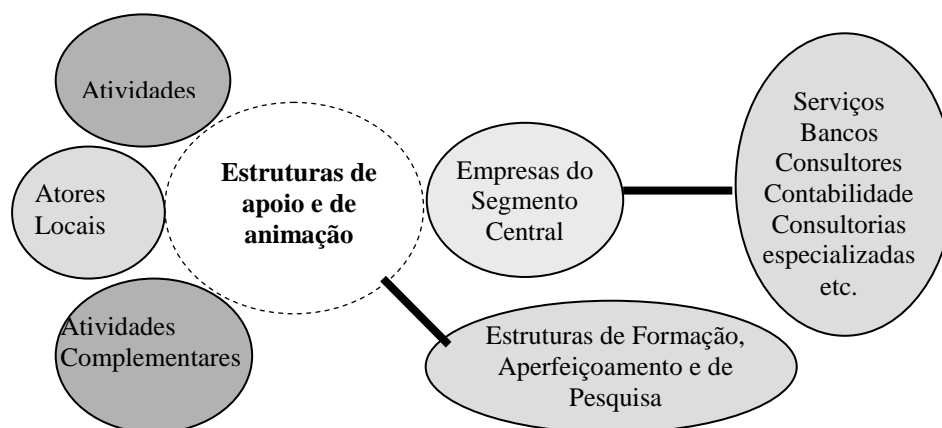 Atividades
Atores
Locais
Atividades
Complementares
Estruturas de
apoio e de
animação
Empresas do
Segmento
Central
Estruturas de Formação,
Aperfeiçoamento e de
Pesquisa
Serviços
Bancos
Consultores
Contabilidade
Consultorias
especializadas
etc.